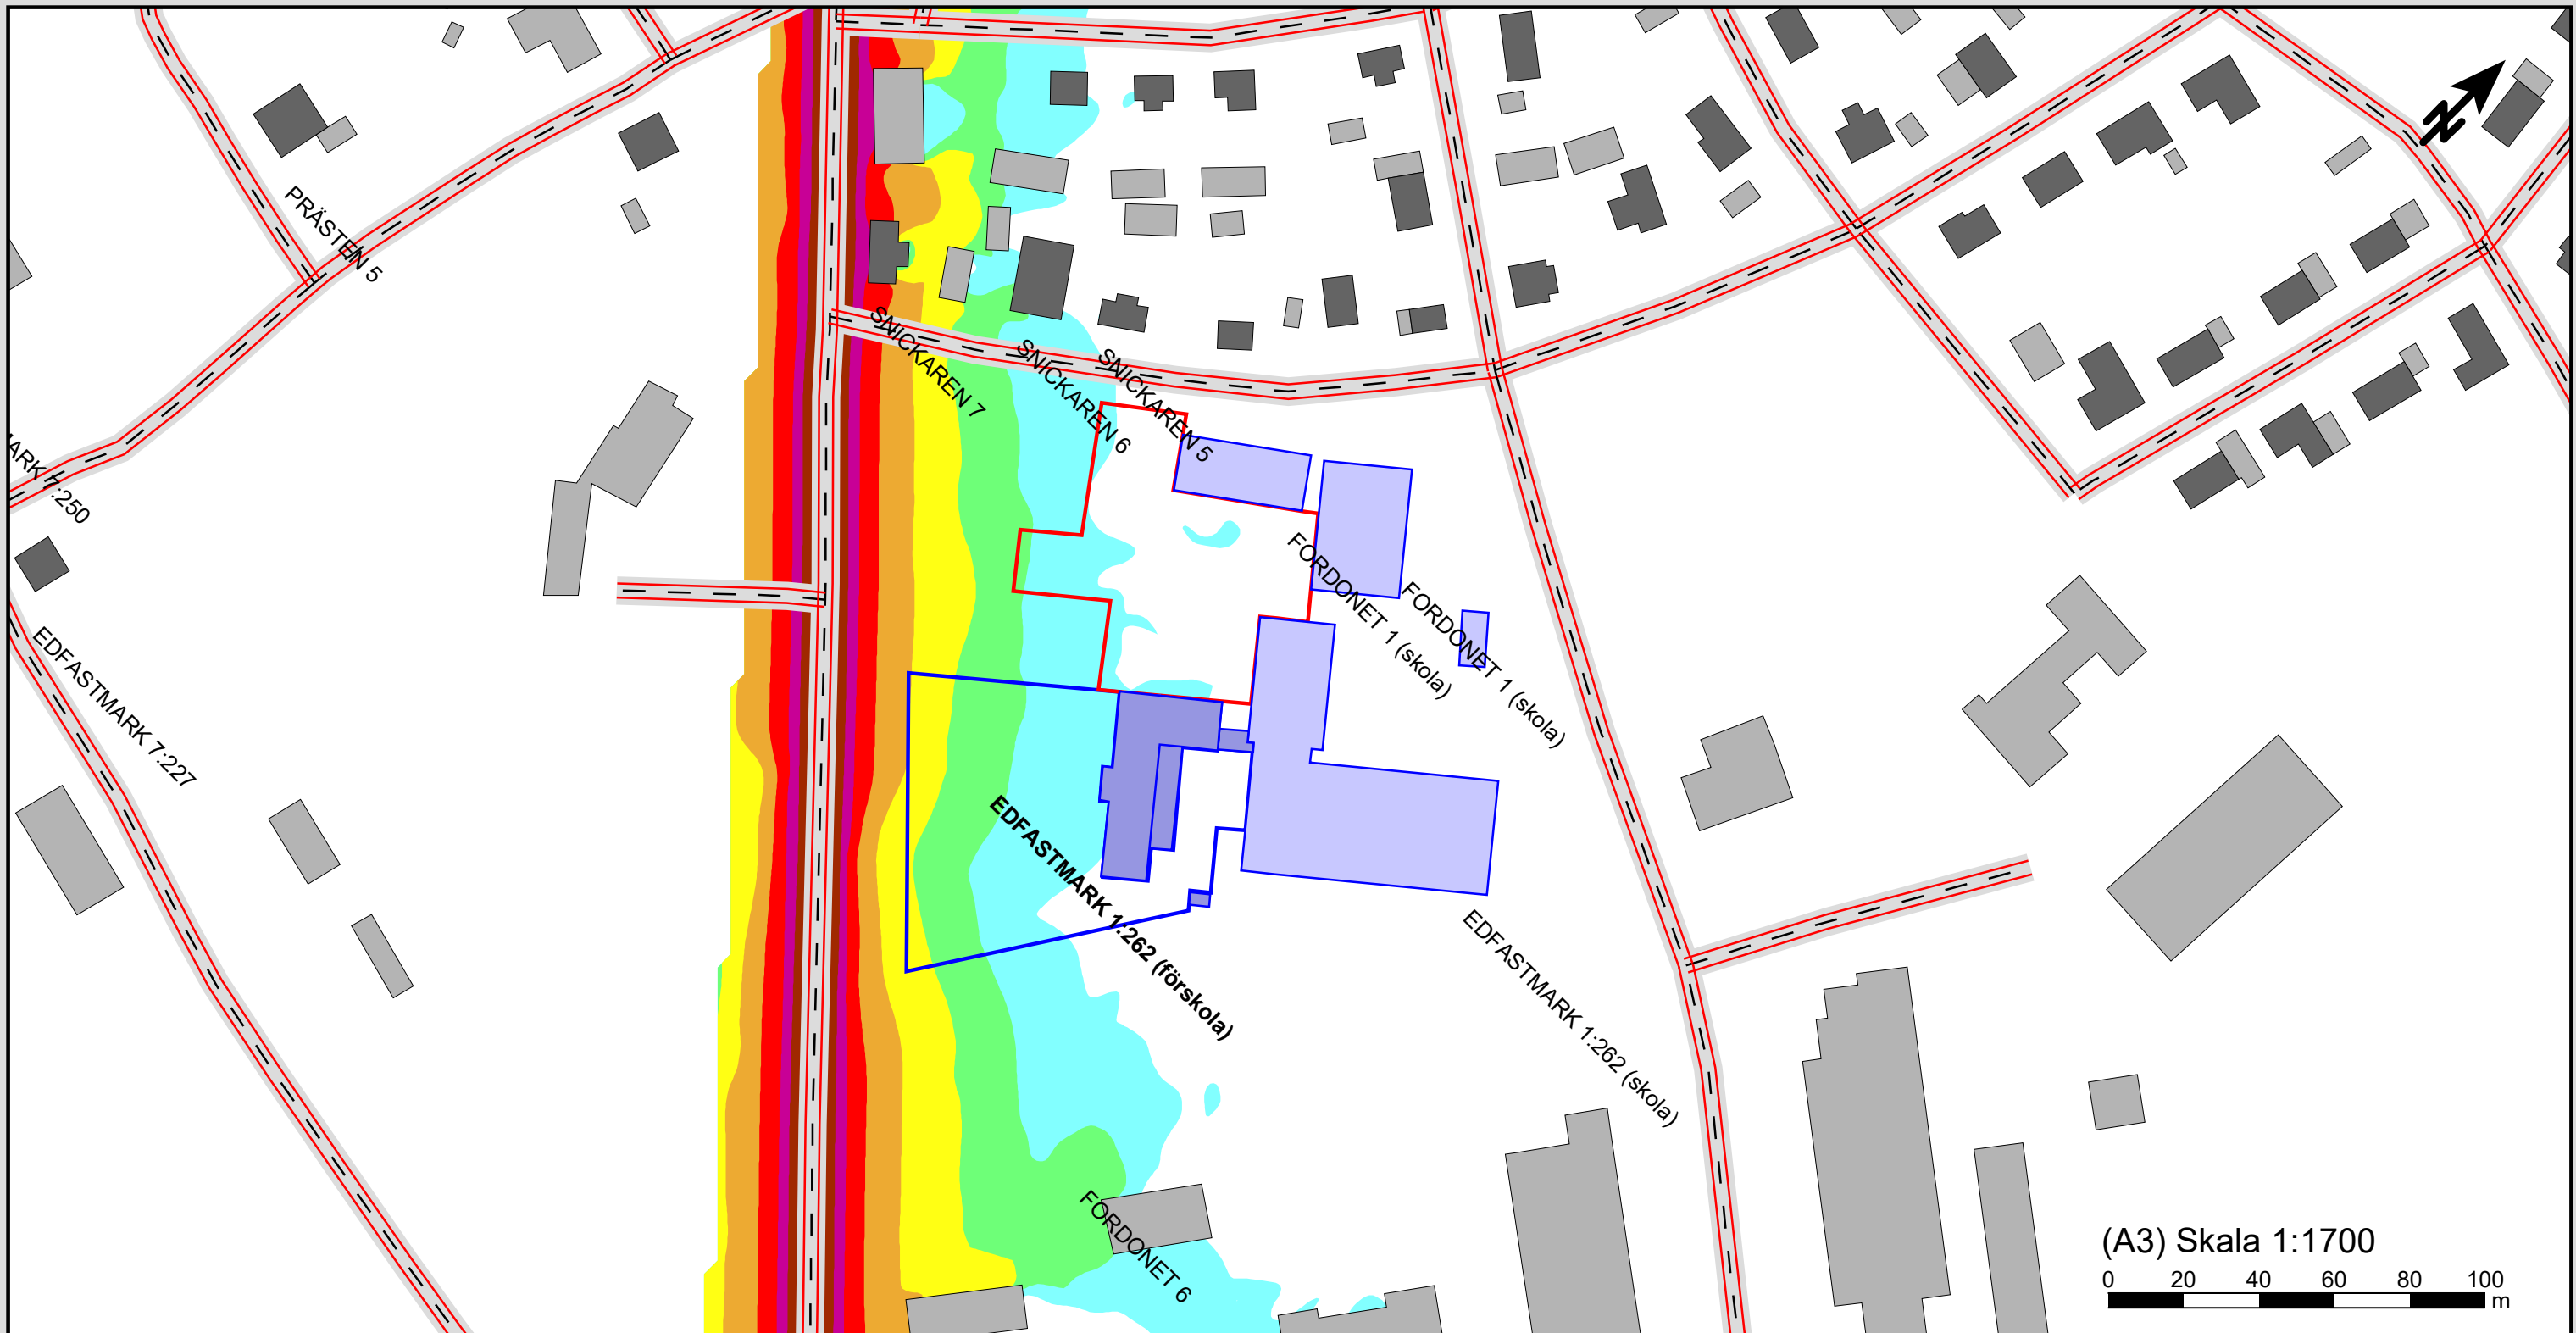 PRÄSTEN 5
SNICKAREN 7
SNICKAREN 6
SNICKAREN 5
ARK 7:250
FORDONET 1 (skola)
FORDONET 1 (skola)
EDFASTMARK 7:227
EDFASTMARK 1:262 (förskola)
EDFASTMARK 1:262 (skola)
FORDONET 6
(A3) Skala 1:1700
0 20 40 60 80 100
m